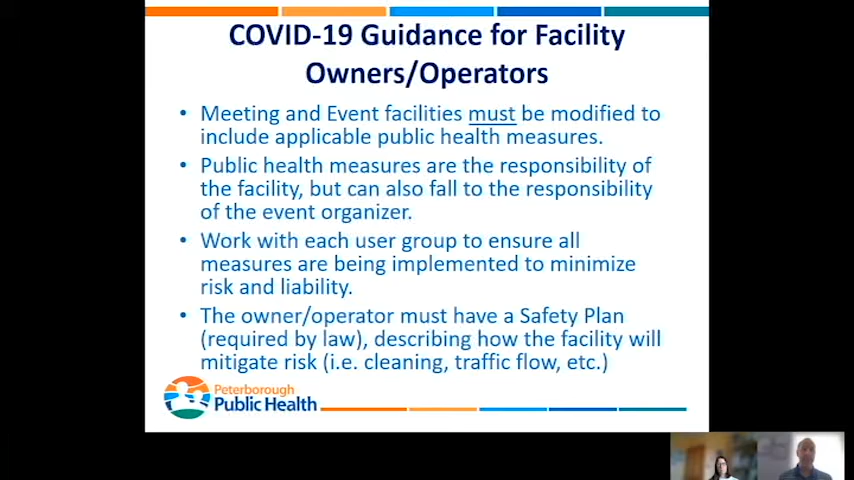 COVID-19 Guidance for Facility
Owners/Operators
• Meeting and Event facilities must be modified to
include applicable public health measures.
• Public health measures are the responsibility of
the facility, but can also fall to the responsibility
of the event organizer.
• Work with each user group to ensure all
measures are being implemented to minimize
risk and liability.
• The owner/operator must have a Safety Plan
(required by law), describing how the facility will
mitigate risk (i.e. cleaning, traffic flow, etc.)
Peterborough
Public Health